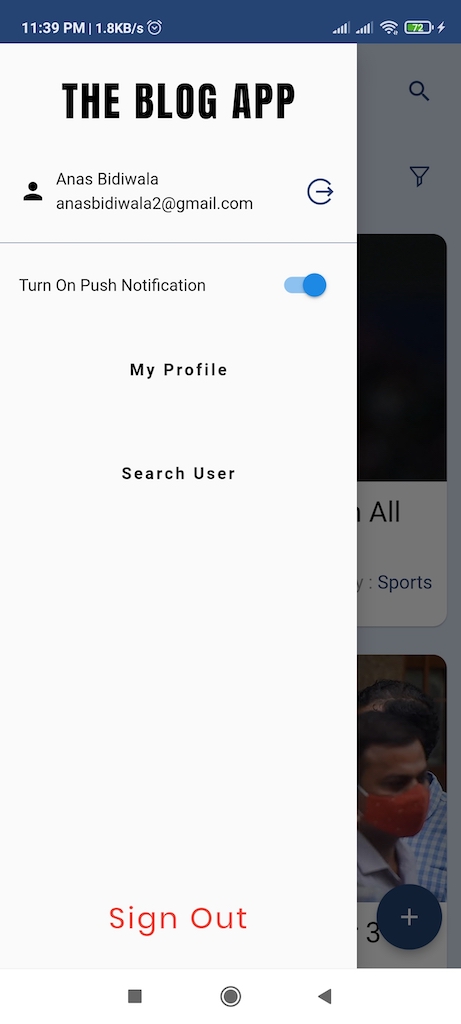 11:39 PM | 1.8KB/s
72
THE BLOG APP
Anas Bidiwala
anasbidiwala2@gmail.com
Turn On Push Notification
My Profile
Search User
All
: Sports
3
Sign Out